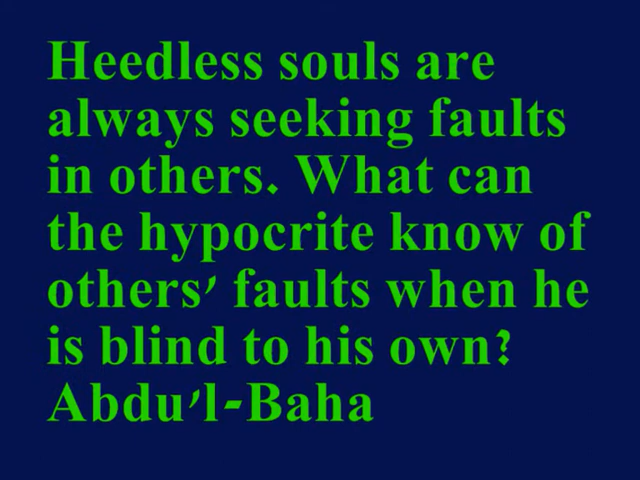 Heedless souls are
always seeking faults
in others. What can
the hypocrite know of
others' faults when he
is blind to his own?
Abdu'l-Baha